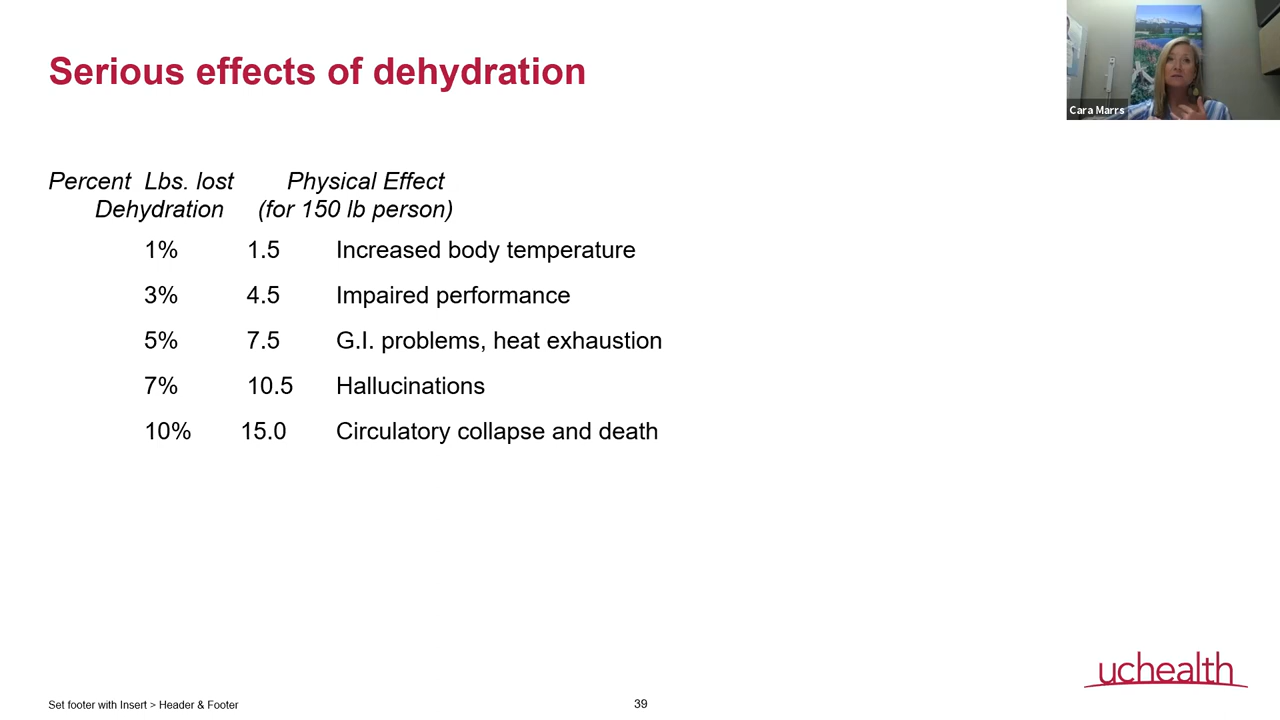 Serious effects of dehydration
Cara Marrs
Percent Lbs. lost Physical Effect
Dehydration (for 150 lb person)
1% 1.5 Increased body temperature
3% 4.5 Impaired performance
5% 7.5 G.I. problems, heat exhaustion
7% 10.5 Hallucinations
10% 15.0 Circulatory collapse and death
uchealth
Set footer with Insert > Header & Footer
39